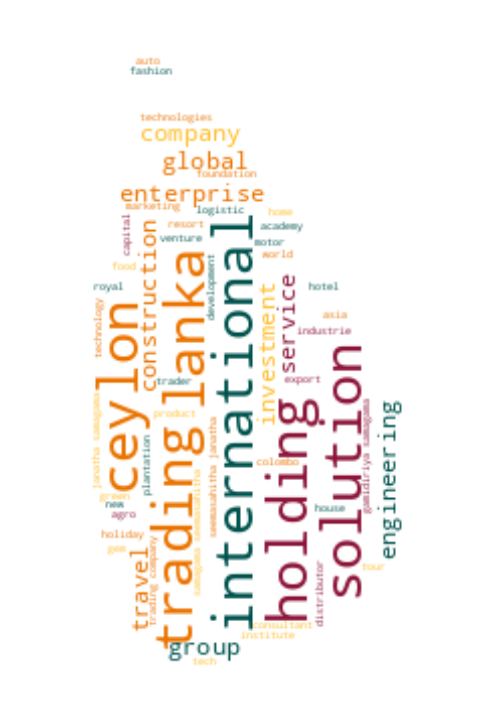 auto
fashion
technologies
company
global
foundation
enterprise
marketing
logistic
home
capital
construction
resort
venture
academy
motor
world
lanka
international
development
food
royal
technology
ceylon
investment
service
hotel
asia
industrie
trader
export
product
trading
holding
solution
janatha samagama
plantation
samagama seemasahitha
seemasahitha janatha
colombo
gamidiriya samagama
engineering
green
new
agro
house
holiday
gem
travel
trading company
distributor
tour
consultant
institute
group
tech